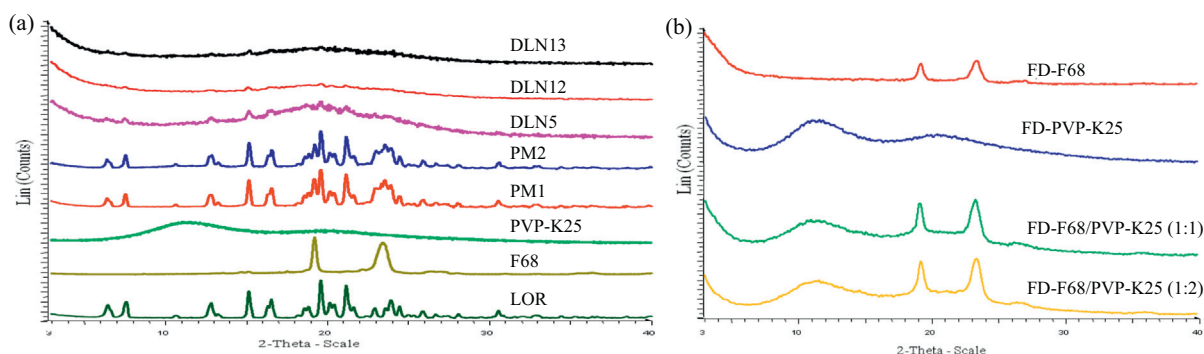 (a)
DLN13
DLN12
DLN5
PM2
PM1
PVP-K25
F68
LOR
Lin (Counts)
3 10 20 30 40
2-Theta - Scale
(b)
FD-F68
FD-PVP-K25
FD-F68/PVP-K25 (1:1)
FD-F68/PVP-K25 (1:2)
Lin (Counts)
3 10 20 30 40
2-Theta - Scale